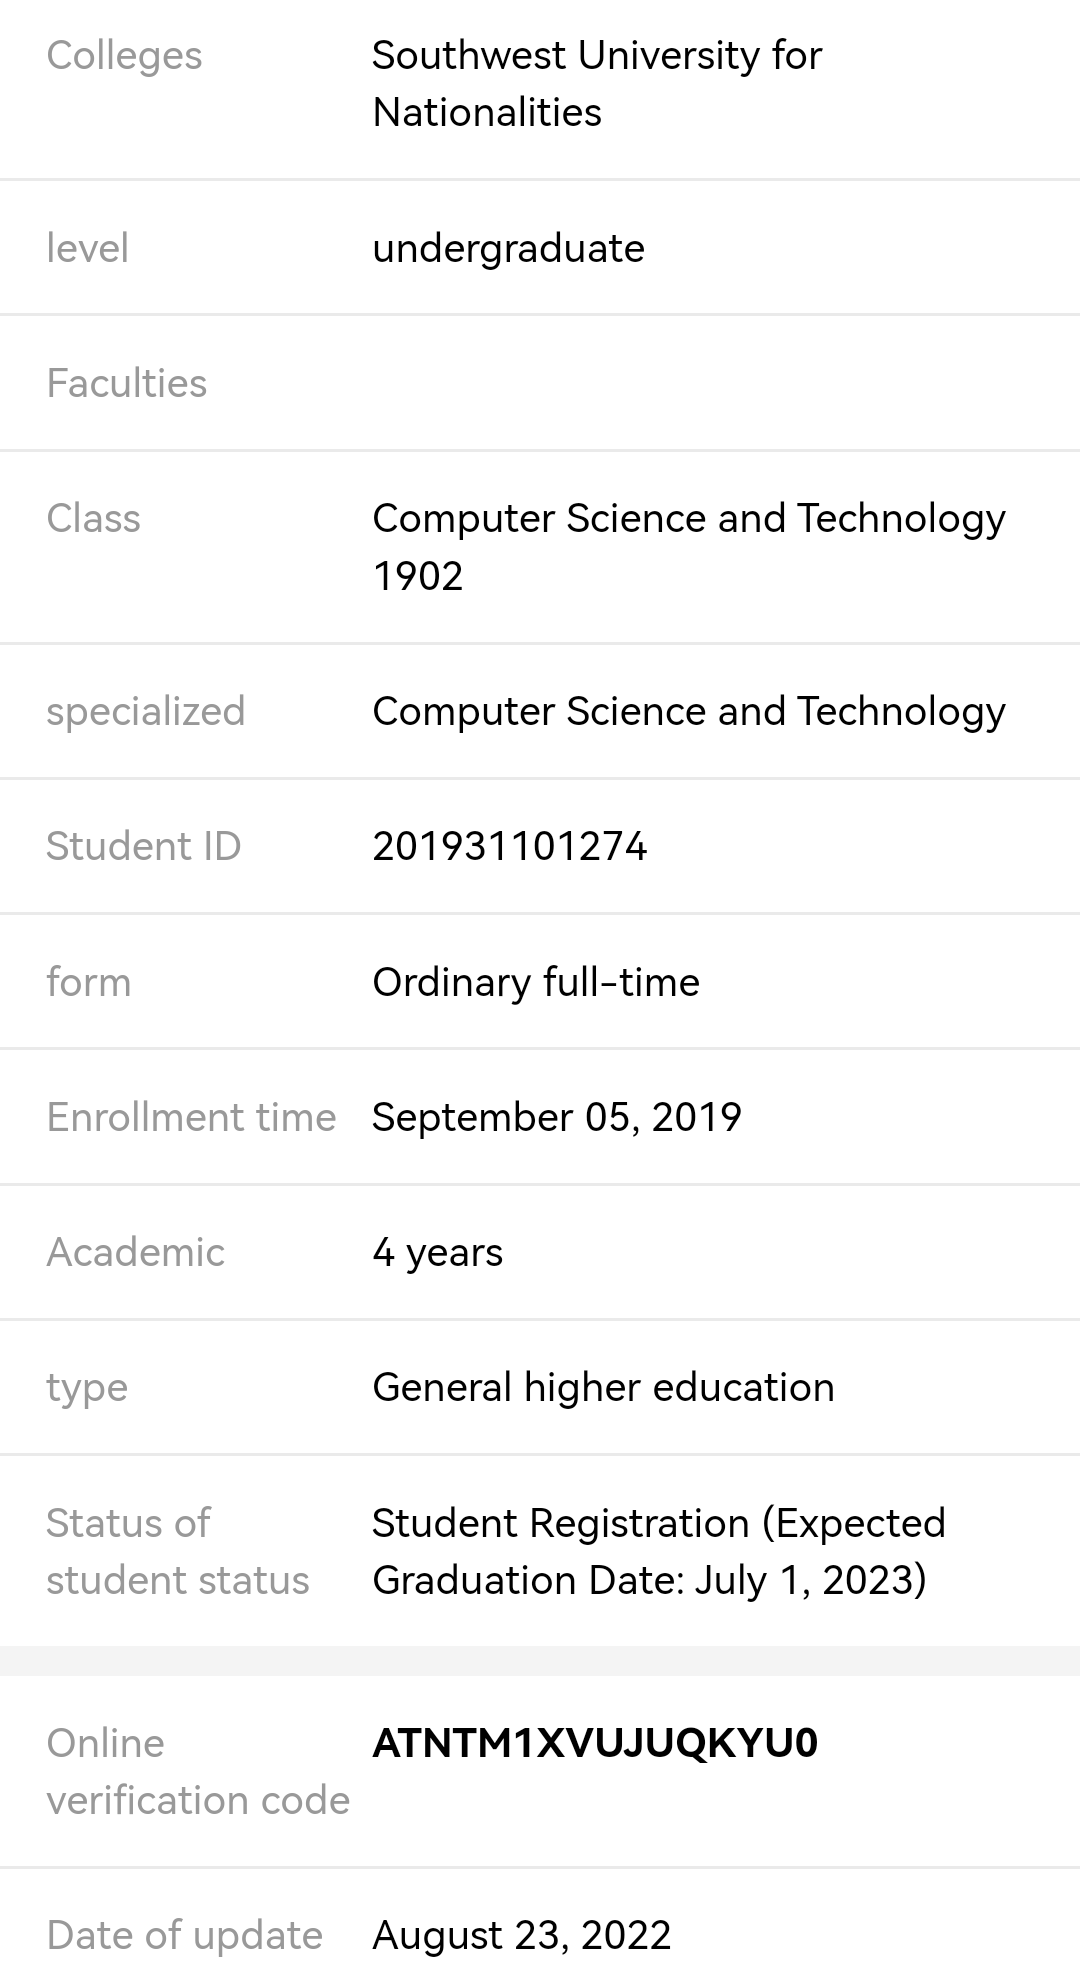 Colleges
Southwest University for
Nationalities
level
undergraduate
Faculties
Class
Computer Science and Technology
1902
specialized
Computer Science and Technology
Student ID
201931101274
form
Ordinary full-time
Enrollment time
September 05, 2019
Academic
4 years
type
General higher education
Status of
student status
Student Registration (Expected
Graduation Date: July 1, 2023)
Online
verification code
ATNTM1XVUJUQKYU0
Date of update
August 23, 2022